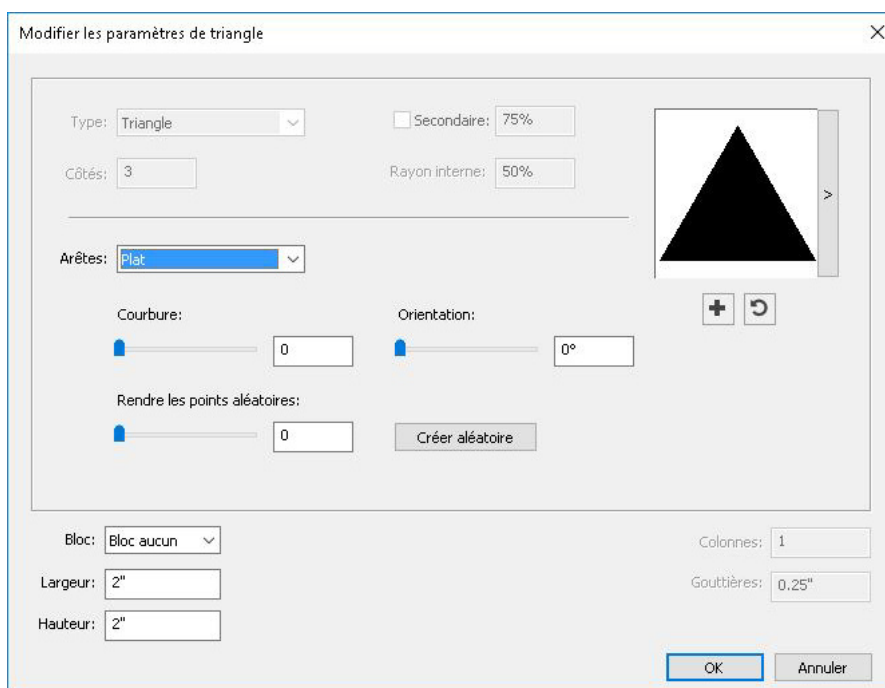 Modifier les paramètres de triangle
Type: Triangle
Secondaire: 75%
Côtés: 3
Rayon interne: 50%
>
Arêtes: Plat
Courbure:
Orientation:
0
0°
Rendre les points aléatoires:
0
Créer aléatoire
Bloc: Bloc aucun
Colonnes: 1
Largeur: 2"
Gouttières: 0.25"
Hauteur: 2"
OK
Annuler